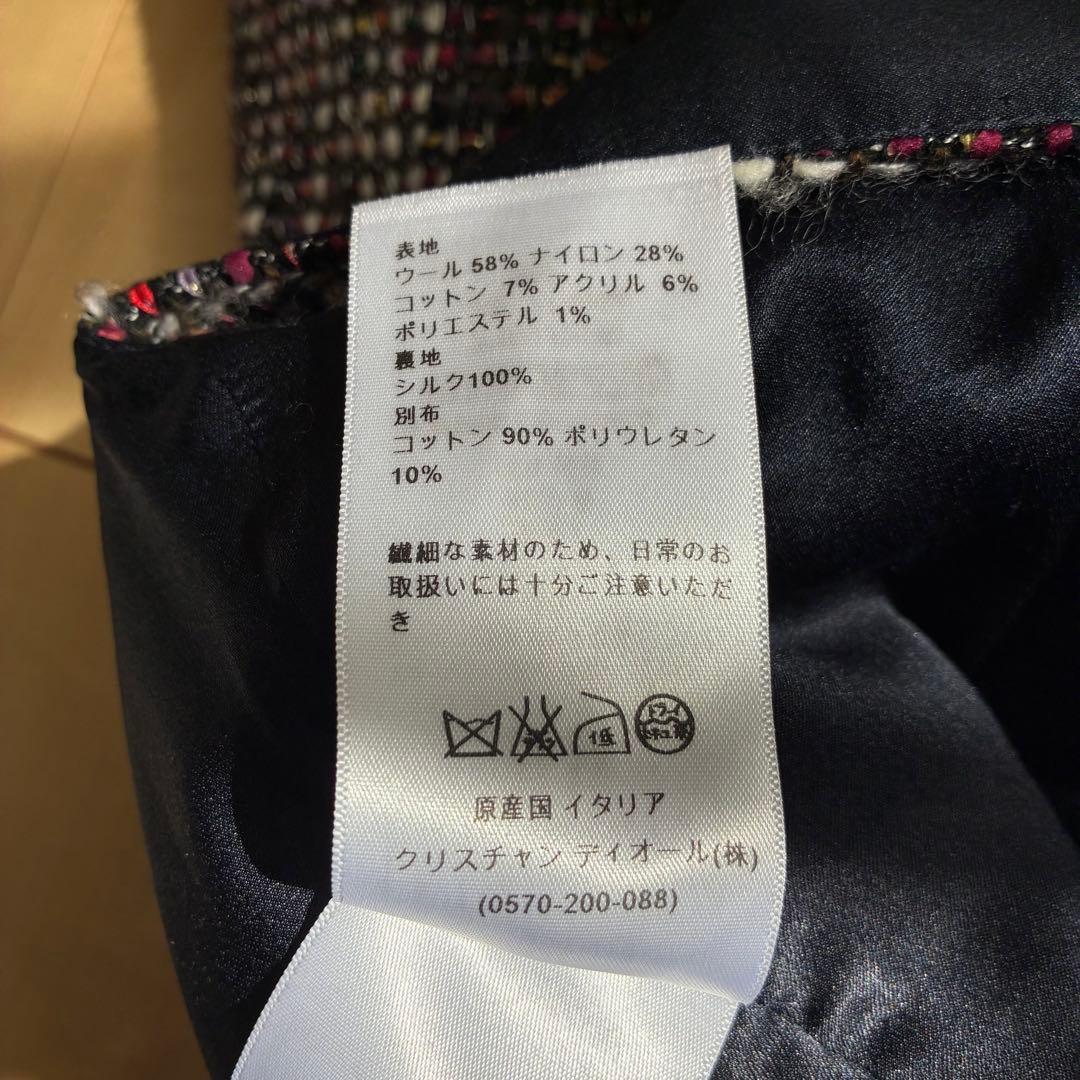 表地
ウール 58% ナイロン 28%
コットン 7% アクリル 6%
ポリエステル 1%
裏地
シルク100%
別布
コットン 90% ポリウレタン
10%
繊細な素材のため、日常のお
取扱いには十分ご注意いただ
き
低 ドライ
原産国 イタリア
クリスチャン ディオール(株)
(0570-200-088)